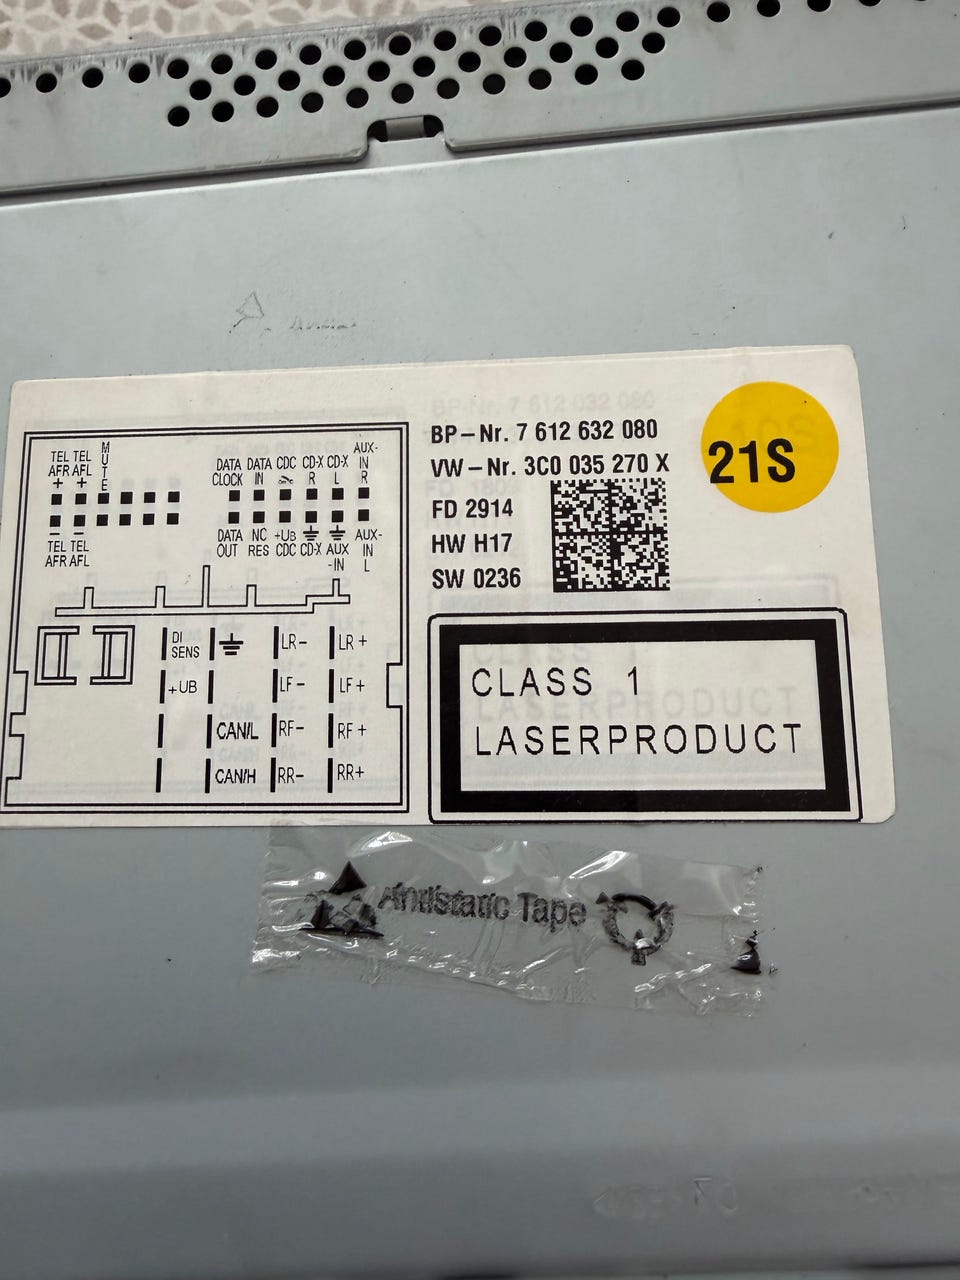 BP-Nr. 7 612 632 080
VW-Nr. 3C0 035 270 X
FD 2914
HW H17
SW 0236
21S
TEL TEL MUTE
AFR AFL
+ +
- -
TEL TEL
AFR AFL
DATA DATA CDC CD-X CD-X AUX-
CLOCK IN R L IN
R
DATA NC +UB AUX-
OUT RES CDC CD-X AUX IN
-IN L
DI SENS LR- LR+
+UB LF- LF+
CAN/L RF- RF+
CAN/H RR- RR+
CLASS 1
LASERPRODUCT
Antistatic Tape